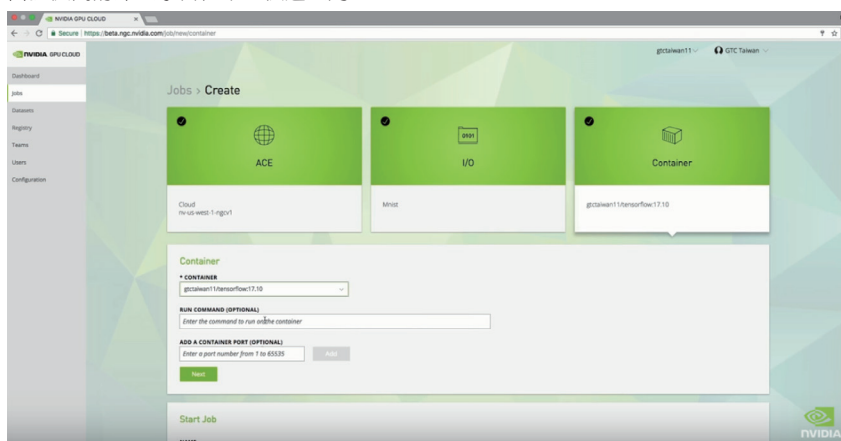 NVIDIA GPU CLOUD
Secure https://beta.ngc.nvidia.com/job/new/container
NVIDIA GPU CLOUD
gtctaiwan11
GTC Taiwan
Dashboard
Jobs
Datasets
Registry
Teams
Users
Configuration
Jobs > Create
ACE
Cloud
nv-us-west-1-ngcv1
I/O
Mnist
Container
gtctaiwan11/tensorflow:17.10
Container
* CONTAINER
gtctaiwan11/tensorflow:17.10
RUN COMMAND (OPTIONAL)
Enter the command to run on the container
ADD A CONTAINER PORT (OPTIONAL)
Enter a port number from 1 to 65535
Add
Next
Start Job
NVIDIA